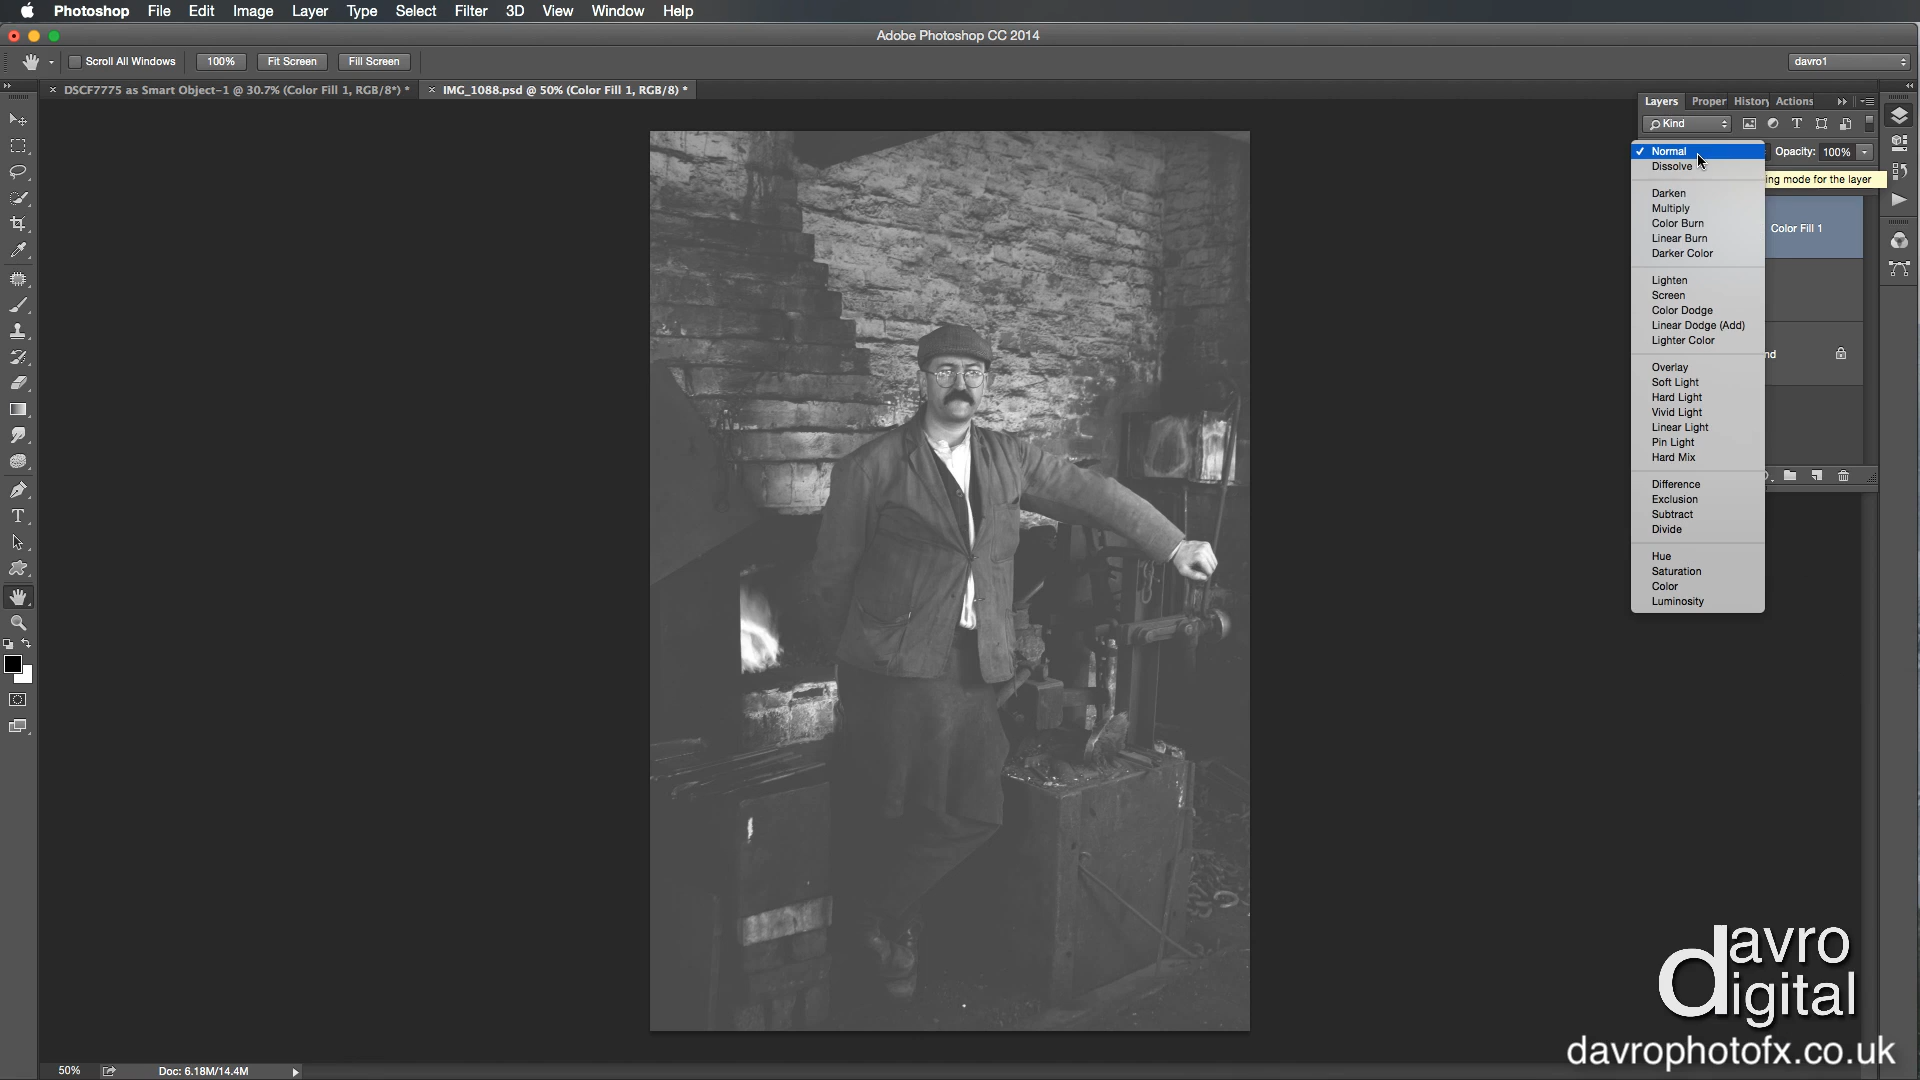 Photoshop File Edit Image Layer Type Select Filter 3D View Window Help
Adobe Photoshop CC 2014
Scroll All Windows 100% Fit Screen Fill Screen davro1
DSCF7775 as Smart Object-1 @ 30.7% (Color Fill 1, RGB/8*) *
IMG_1088.psd @ 50% (Color Fill 1, RGB/8) *
Layers Proper History Actions
Kind
Normal
Opacity: 100%
Dissolve
ing mode for the layer
Darken
Multiply
Color Burn
Color Fill 1
Linear Burn
Darker Color
Lighten
Screen
Color Dodge
Linear Dodge (Add)
Lighter Color
nd
Overlay
Soft Light
Hard Light
Vivid Light
Linear Light
Pin Light
Hard Mix
Difference
Exclusion
Subtract
Divide
Hue
Saturation
Color
Luminosity
davro
digital
davrophotofx.co.uk
50% Doc: 6.18M/14.4M